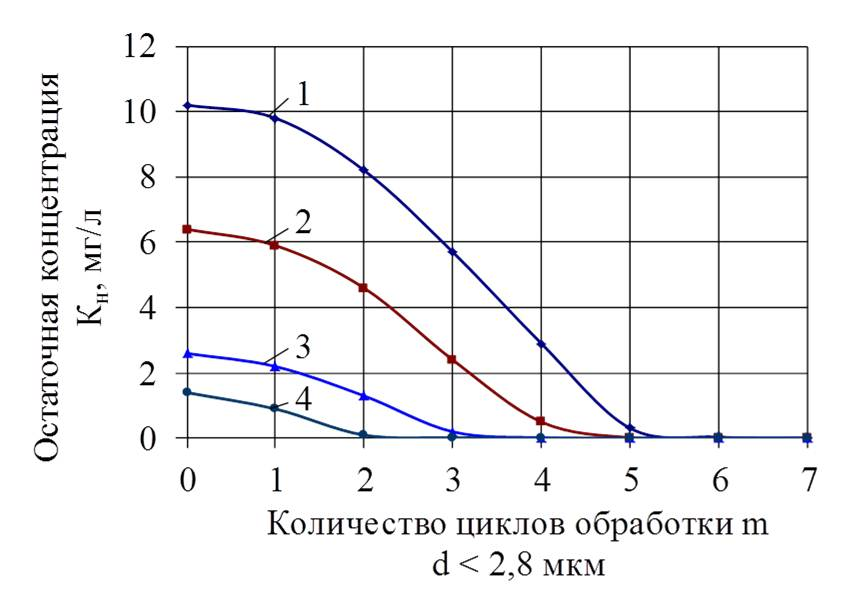 Остаточная концентрация
Кн, мг/л
12
10
8
6
4
2
0
1
2
3
4
0 1 2 3 4 5 6 7
Количество циклов обработки m
d < 2,8 мкм